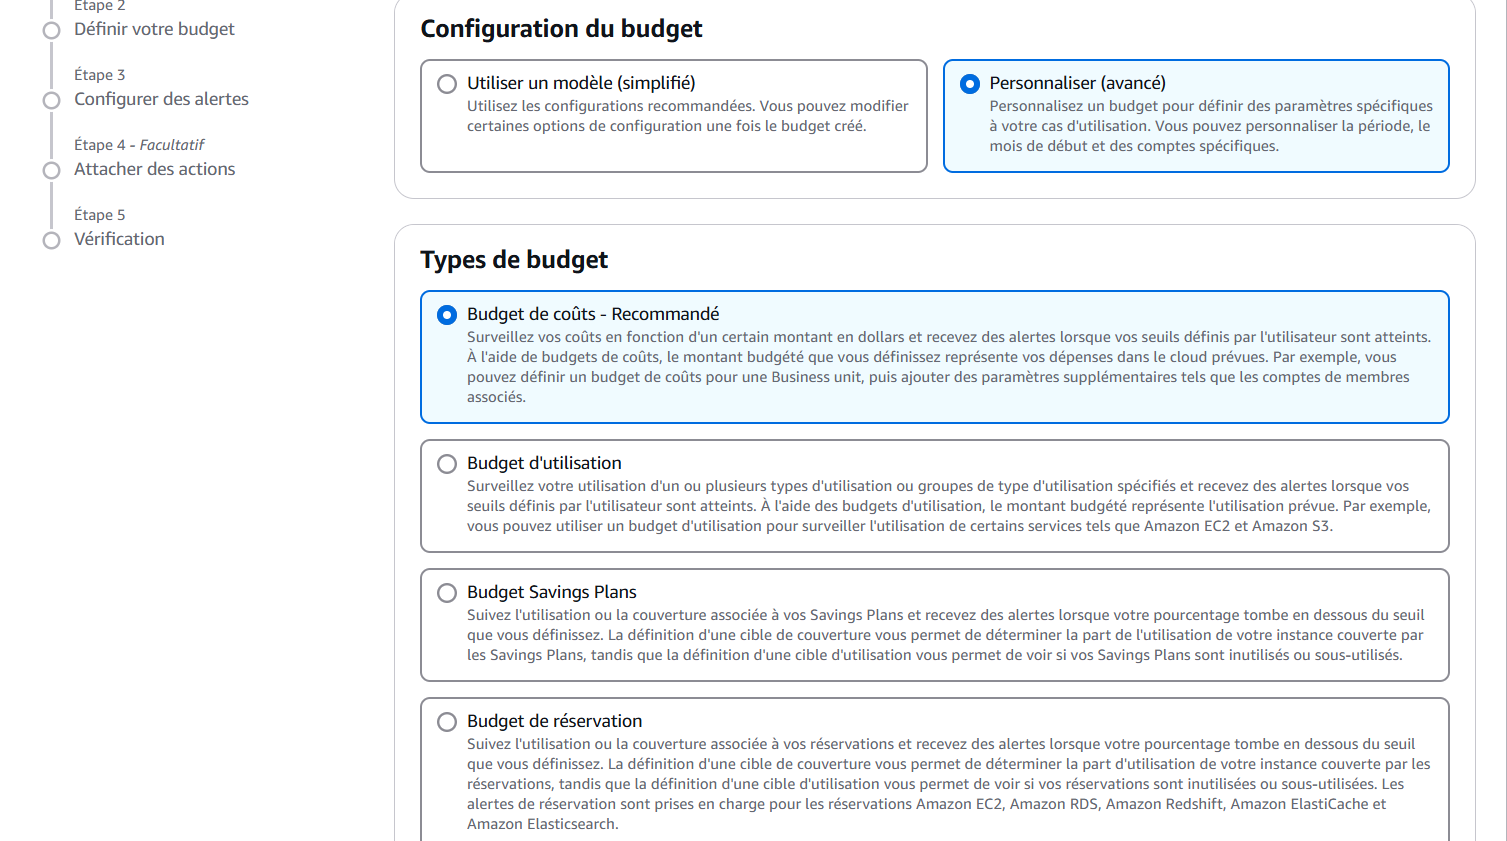 Étape 2
Définir votre budget
Étape 3
Configurer des alertes
Étape 4 - Facultatif
Attacher des actions
Étape 5
Vérification
Configuration du budget
Utiliser un modèle (simplifié)
Utilisez les configurations recommandées. Vous pouvez modifier
certaines options de configuration une fois le budget créé.
Personnaliser (avancé)
Personnalisez un budget pour définir des paramètres spécifiques
à votre cas d'utilisation. Vous pouvez personnaliser la période, le
mois de début et des comptes spécifiques.
Types de budget
Budget de coûts - Recommandé
Surveillez vos coûts en fonction d'un certain montant en dollars et recevez des alertes lorsque vos seuils définis par l'utilisateur sont atteints.
À l'aide de budgets de coûts, le montant budgété que vous définissez représente vos dépenses dans le cloud prévues. Par exemple, vous
pouvez définir un budget de coûts pour une Business unit, puis ajouter des paramètres supplémentaires tels que les comptes de membres
associés.
Budget d'utilisation
Surveillez votre utilisation d'un ou plusieurs types d'utilisation ou groupes de type d'utilisation spécifiés et recevez des alertes lorsque vos
seuils définis par l'utilisateur sont atteints. À l'aide des budgets d'utilisation, le montant budgété représente l'utilisation prévue. Par exemple,
vous pouvez utiliser un budget d'utilisation pour surveiller l'utilisation de certains services tels que Amazon EC2 et Amazon S3.
Budget Savings Plans
Suivez l'utilisation ou la couverture associée à vos Savings Plans et recevez des alertes lorsque votre pourcentage tombe en dessous du seuil
que vous définissez. La définition d'une cible de couverture vous permet de déterminer la part de l'utilisation de votre instance couverte par
les Savings Plans, tandis que la définition d'une cible d'utilisation vous permet de voir si vos Savings Plans sont inutilisés ou sous-utilisés.
Budget de réservation
Suivez l'utilisation ou la couverture associée à vos réservations et recevez des alertes lorsque votre pourcentage tombe en dessous du seuil
que vous définissez. La définition d'une cible de couverture vous permet de déterminer la part d'utilisation de votre instance couverte par les
réservations, tandis que la définition d'une cible d'utilisation vous permet de voir si vos réservations sont inutilisées ou sous-utilisées. Les
alertes de réservation sont prises en charge pour les réservations Amazon EC2, Amazon RDS, Amazon Redshift, Amazon ElastiCache et
Amazon Elasticsearch.